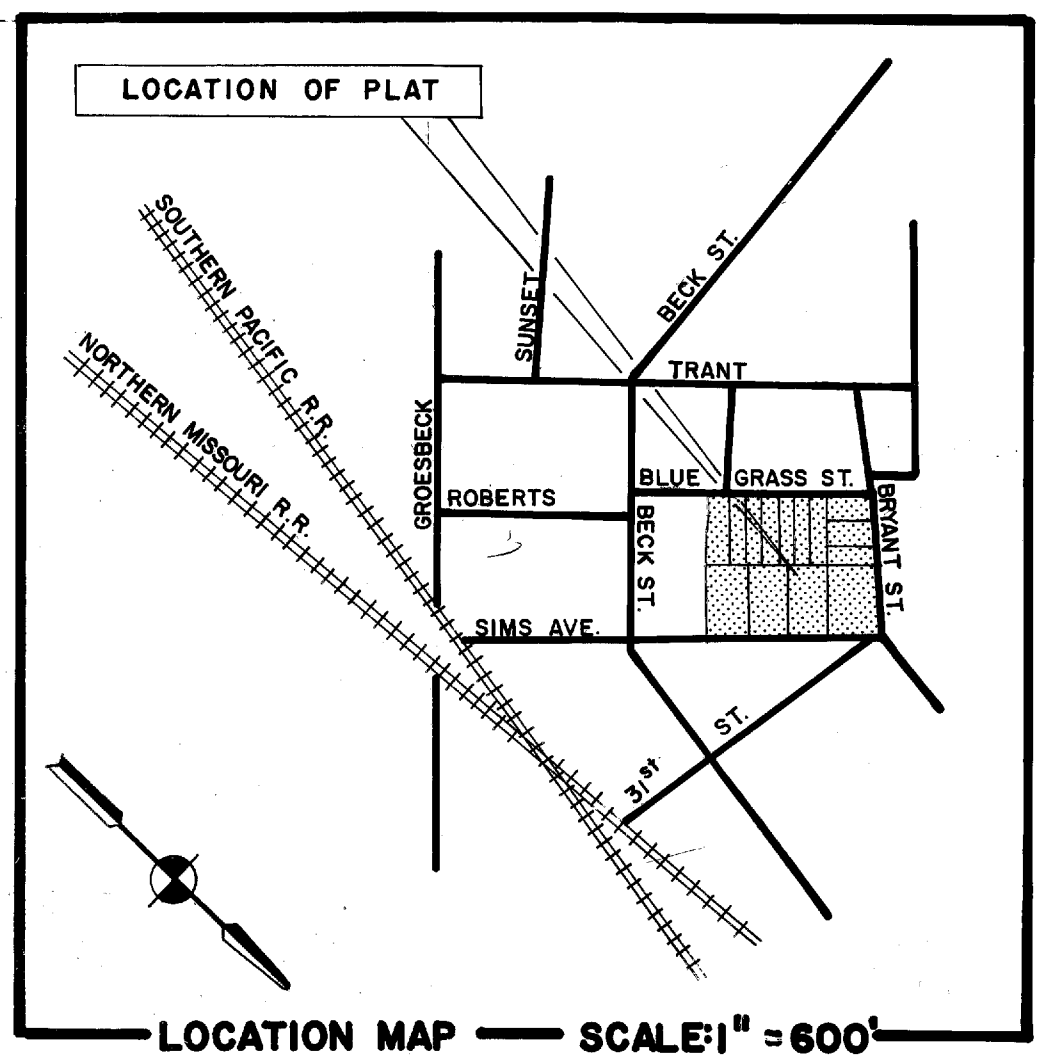 LOCATION OF PLAT
SOUTHERN PACIFIC R.R.
NORTHERN MISSOURI R.R.
SUNSET
BECK ST.
TRANT
GROESBECK
BLUE GRASS ST.
ROBERTS
BECK ST.
BRYANT ST.
SIMS AVE.
31st ST.
LOCATION MAP SCALE: 1" = 600'